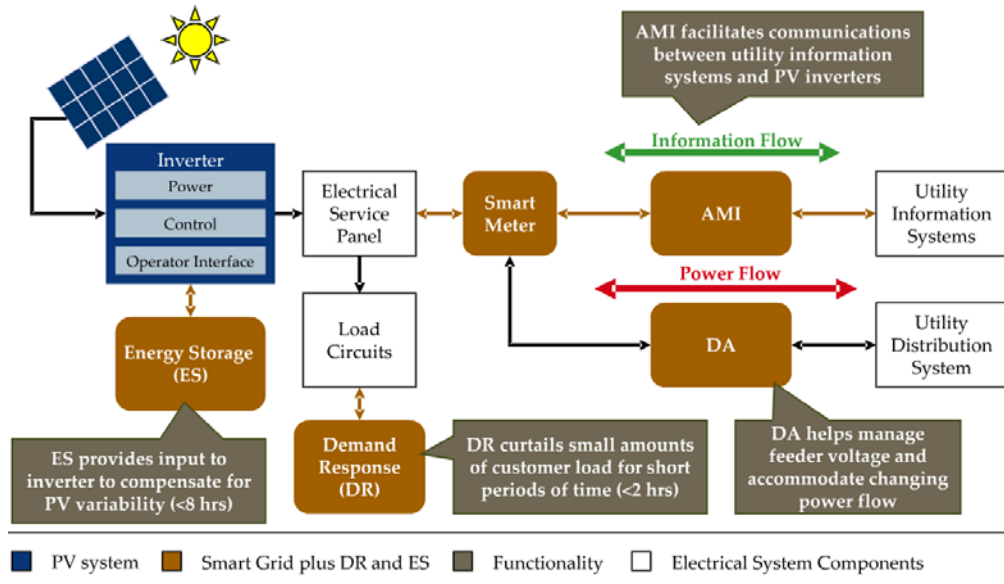 AMI facilitates communications
between utility information
systems and PV inverters
Information Flow
Inverter
Power
Control
Operator Interface
Electrical
Service
Panel
Smart
Meter
AMI
Utility
Information
Systems
Power Flow
Energy Storage
(ES)
Load
Circuits
DA
Utility
Distribution
System
ES provides input to
inverter to compensate for
PV variability (<8 hrs)
Demand
Response
(DR)
DR curtails small amounts
of customer load for short
periods of time (<2 hrs)
DA helps manage
feeder voltage and
accommodate changing
power flow
PV system
Smart Grid plus DR and ES
Functionality
Electrical System Components